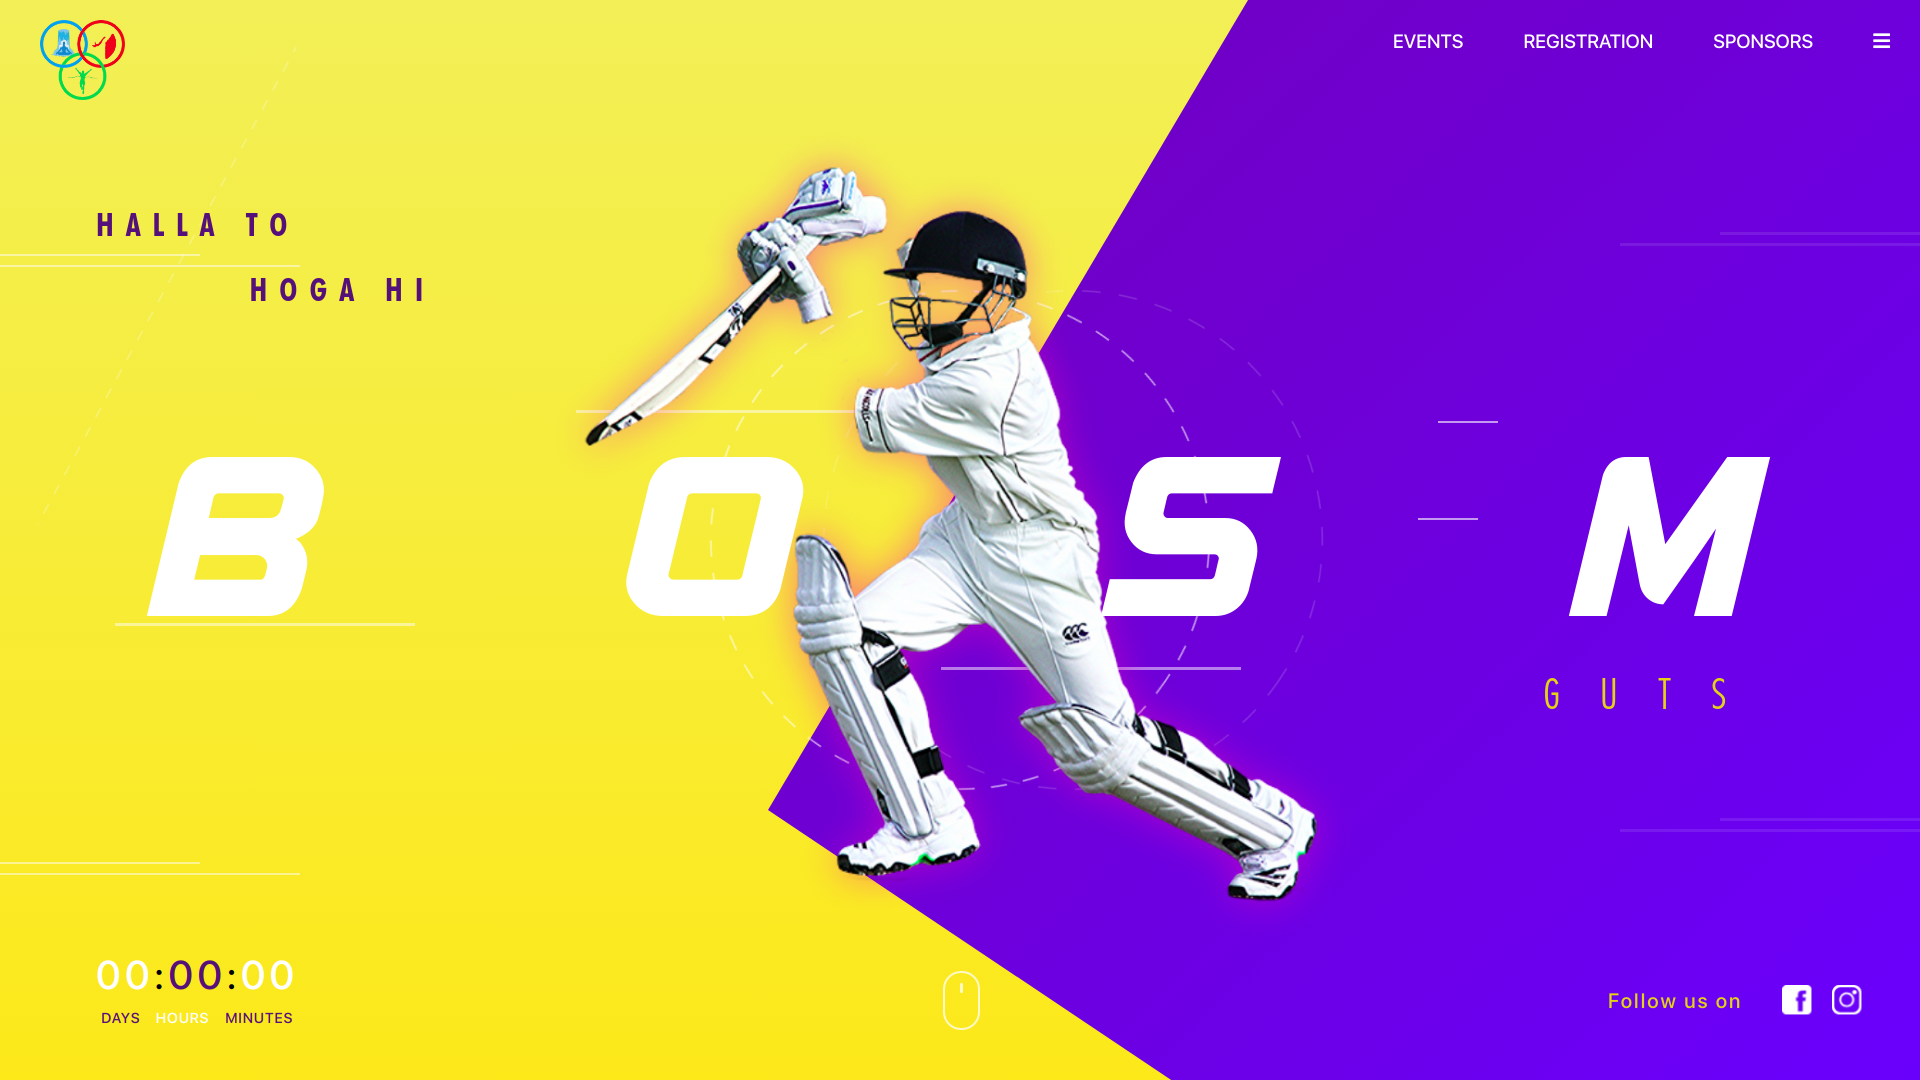 EVENTS REGISTRATION SPONSORS
HALLA TO
HOGA HI
B O S M
GUTS
00:00:00
DAYS HOURS MINUTES
Follow us on